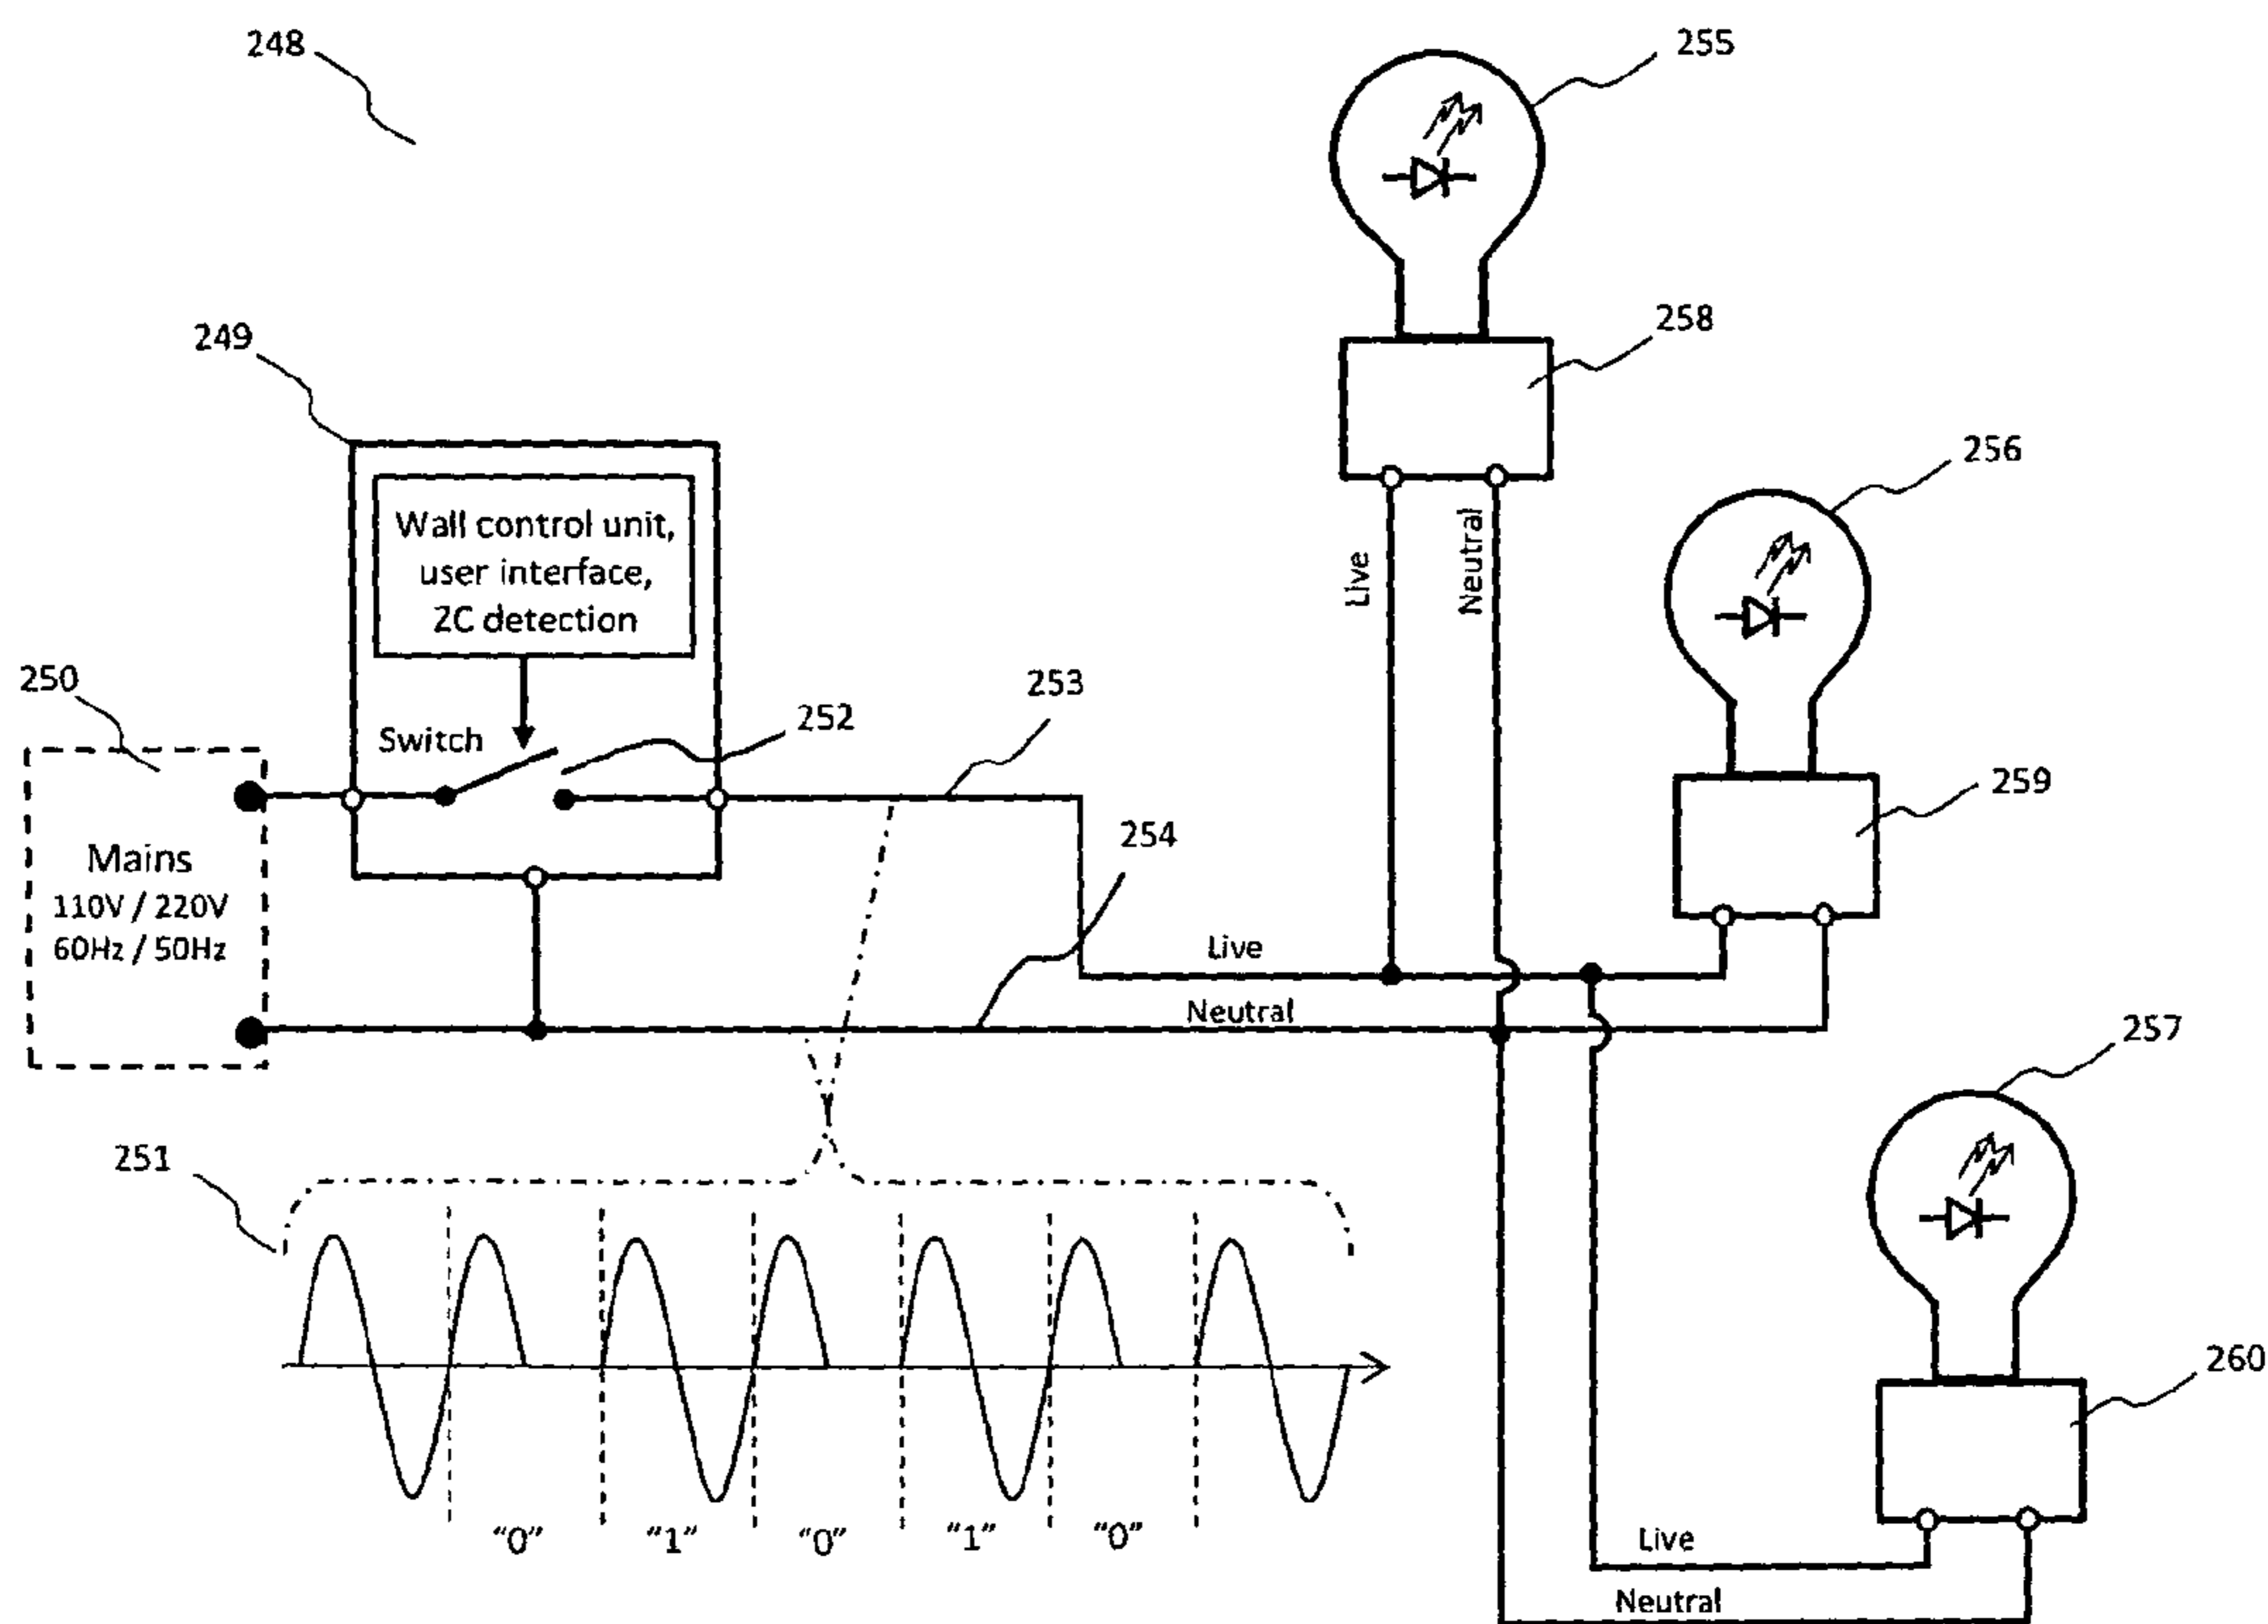 248
255
258
249
256
Wall control unit,
user interface,
ZC detection
Live
Neutral
250
253
Switch
252
259
254
Mains
110V / 220V
60Hz / 50Hz
Live
Neutral
257
251
260
"0" "1" "0" "1" "0"
Live
Neutral